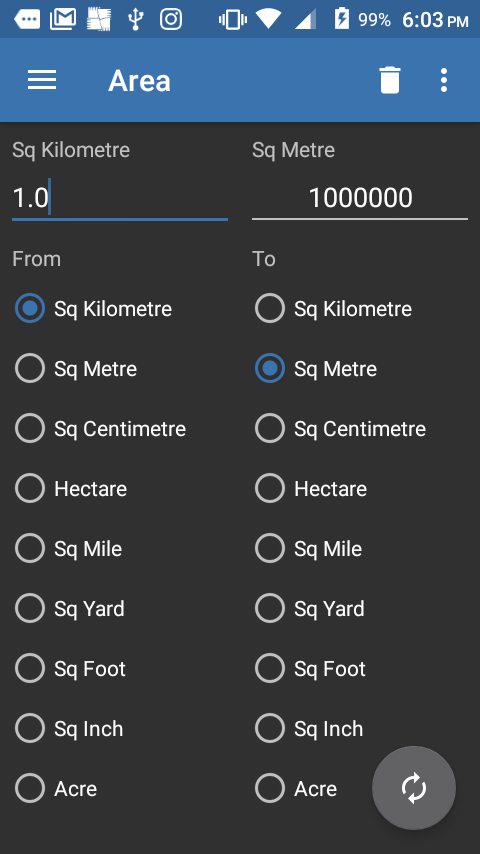 99% 6:03 PM
Area
Sq Kilometre Sq Metre
1.0 1000000
From To
Sq Kilometre Sq Kilometre
Sq Metre Sq Metre
Sq Centimetre Sq Centimetre
Hectare Hectare
Sq Mile Sq Mile
Sq Yard Sq Yard
Sq Foot Sq Foot
Sq Inch Sq Inch
Acre Acre